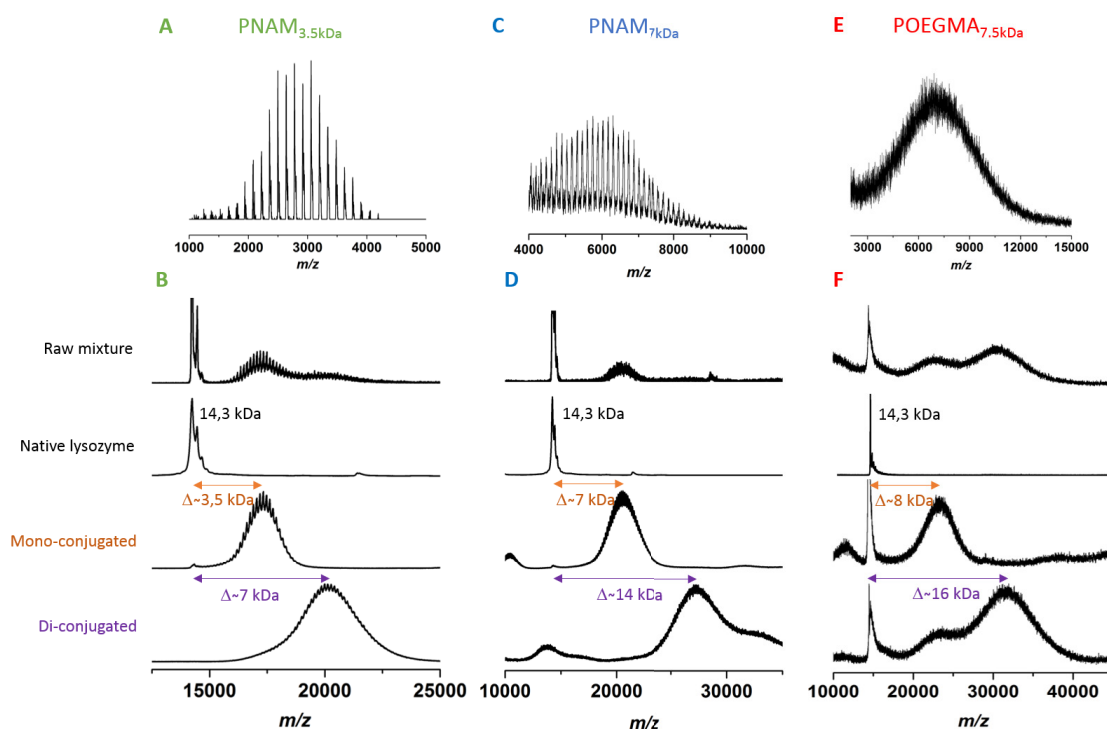 A PNAM3.5kDa
C PNAM7kDa
E POEGMA7.5kDa
1000 2000 3000 4000 5000
m/z
4000 6000 8000 10000
m/z
3000 6000 9000 12000 15000
m/z
B
D
F
Raw mixture
Native lysozyme
14,3 kDa
14,3 kDa
14,3 kDa
Mono-conjugated
Δ~3,5 kDa
Δ~7 kDa
Δ~8 kDa
Di-conjugated
Δ~7 kDa
Δ~14 kDa
Δ~16 kDa
15000 20000 25000
m/z
10000 20000 30000
m/z
10000 20000 30000 40000
m/z